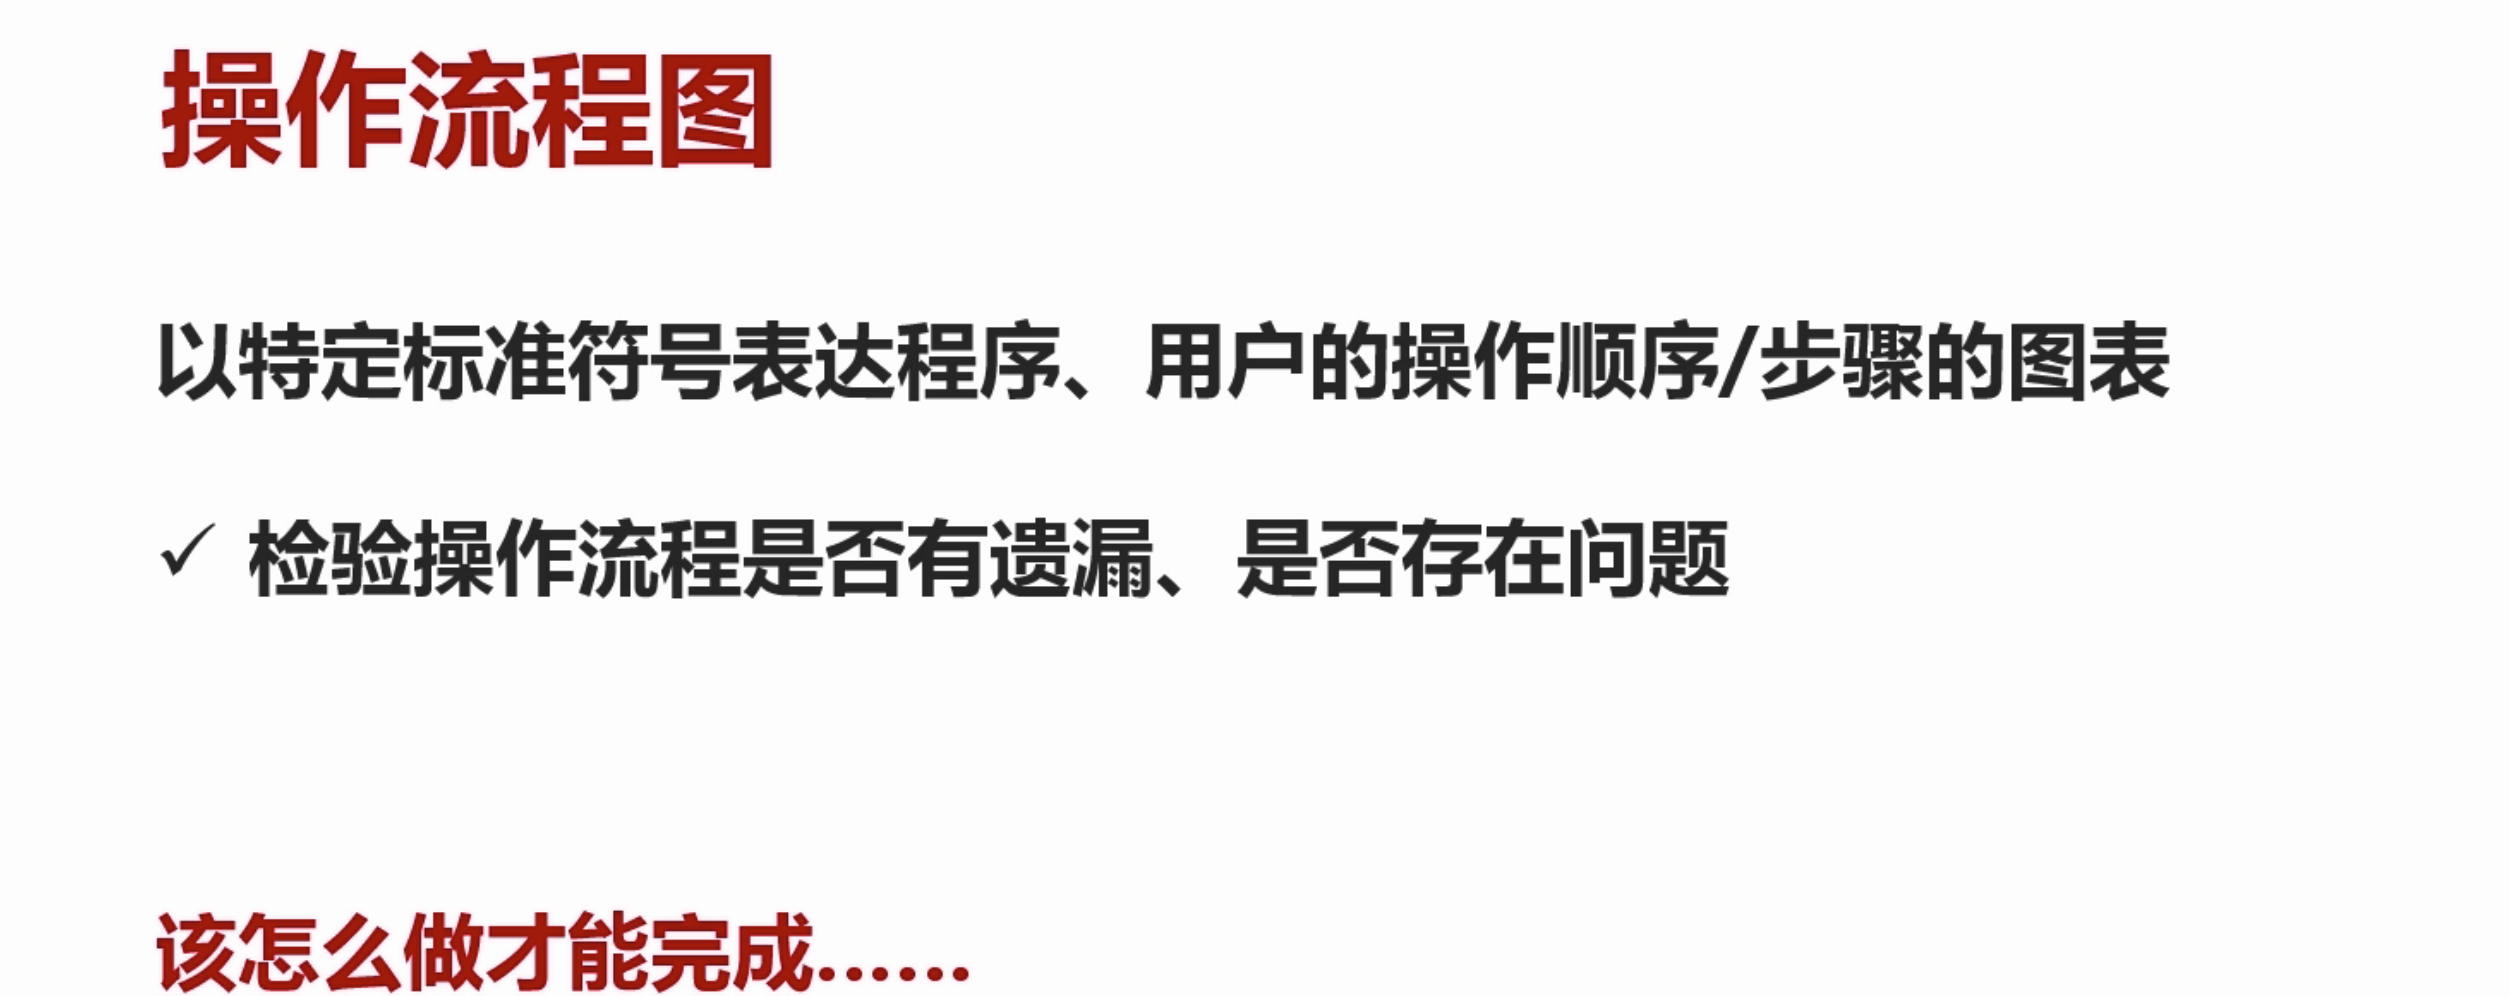 操作流程图
以特定标准符号表达程序、用户的操作顺序/步骤的图表
✓ 检验操作流程是否有遗漏、是否存在问题
该怎么做才能完成……